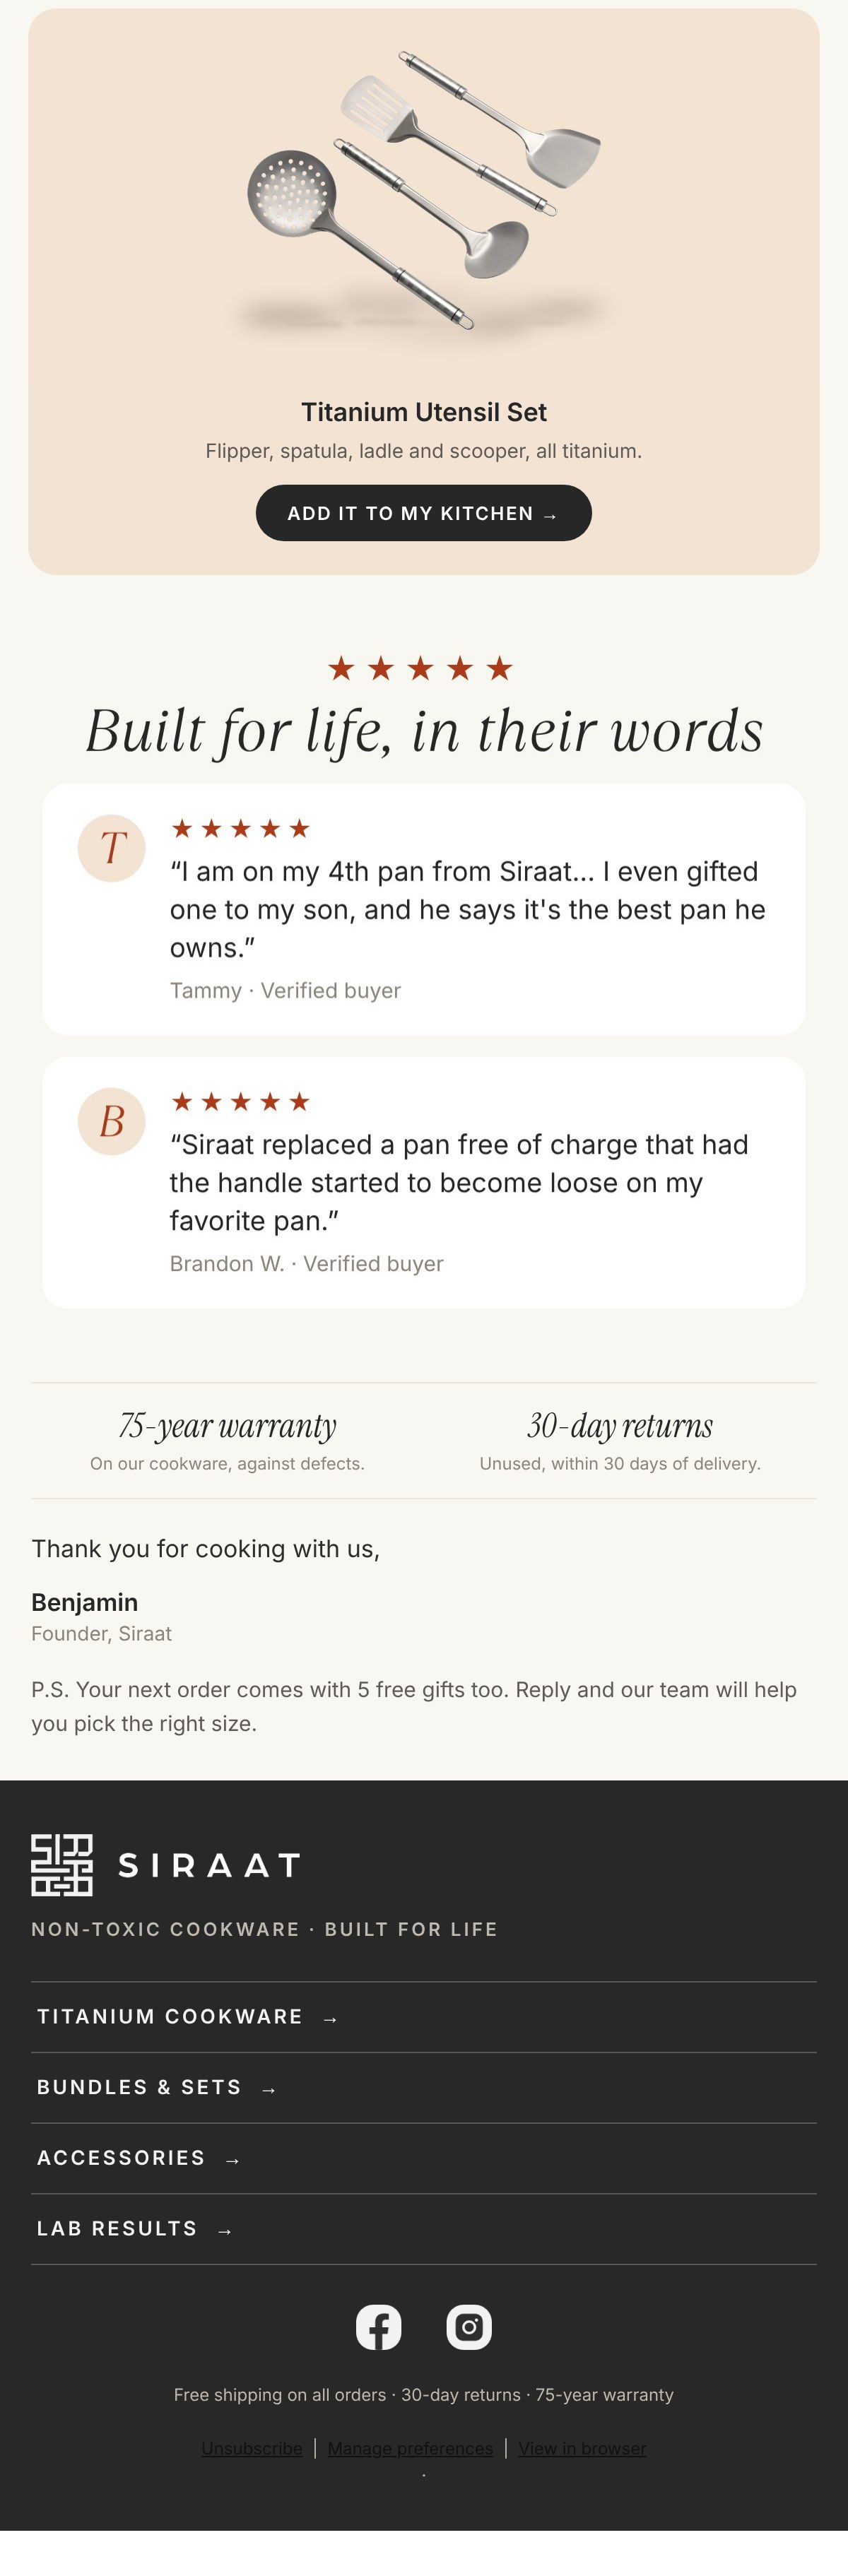 Titanium Utensil Set
Flipper, spatula, ladle and scooper, all titanium.
ADD IT TO MY KITCHEN →
★★★★★
Built for life, in their words
T
★★★★★
“I am on my 4th pan from Siraat... I even gifted
one to my son, and he says it's the best pan he
owns.”
Tammy · Verified buyer
B
★★★★★
“Siraat replaced a pan free of charge that had
the handle started to become loose on my
favorite pan.”
Brandon W. · Verified buyer
75-year warranty
On our cookware, against defects.
30-day returns
Unused, within 30 days of delivery.
Thank you for cooking with us,
Benjamin
Founder, Siraat
P.S. Your next order comes with 5 free gifts too. Reply and our team will help
you pick the right size.
SIRAAT
NON-TOXIC COOKWARE · BUILT FOR LIFE
TITANIUM COOKWARE →
BUNDLES & SETS →
ACCESSORIES →
LAB RESULTS →
Free shipping on all orders · 30-day returns · 75-year warranty
Unsubscribe | Manage preferences | View in browser
.